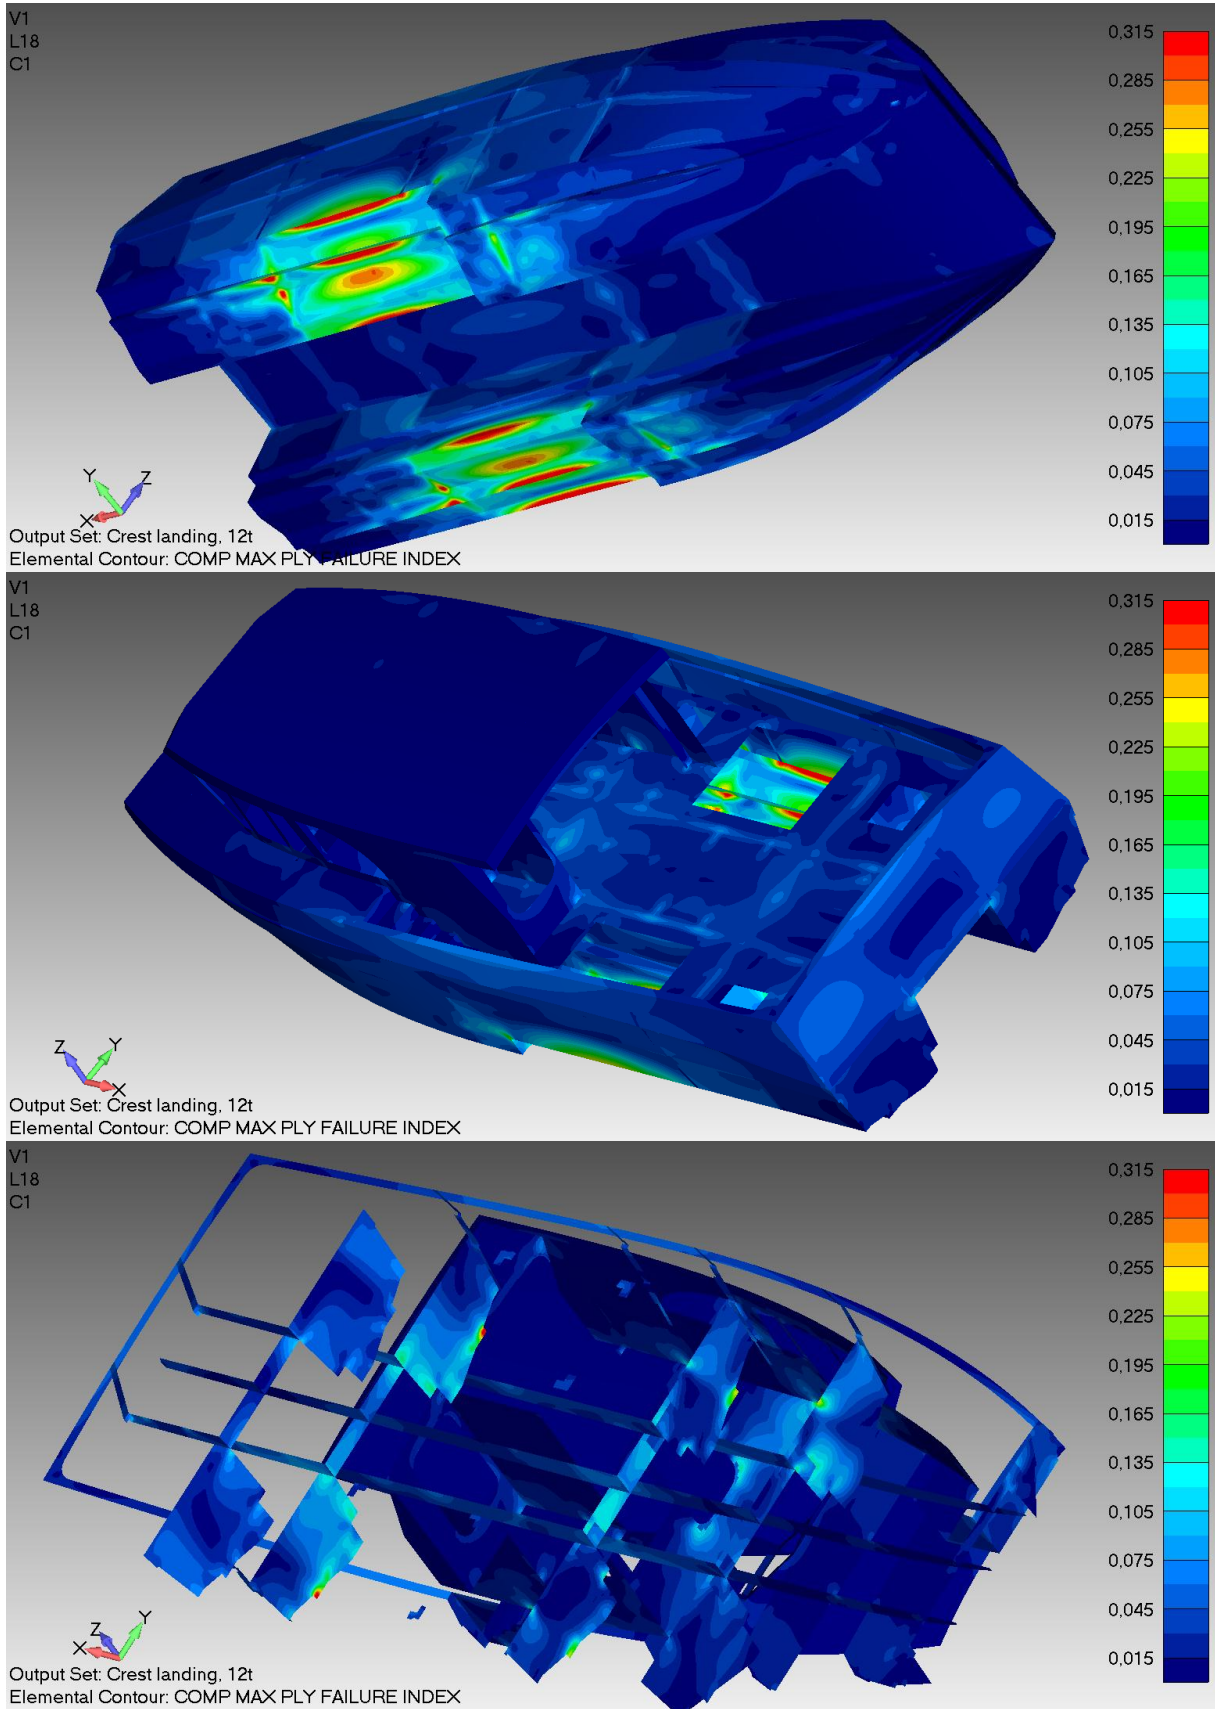 V1
L18
C1
0,315
0,285
0,255
0,225
0,195
0,165
0,135
0,105
0,075
0,045
0,015
Y
Z
X
Output Set: Crest landing, 12t
Elemental Contour: COMP MAX PLY FAILURE INDEX
V1
L18
C1
0,315
0,285
0,255
0,225
0,195
0,165
0,135
0,105
0,075
0,045
0,015
Z
Y
X
Output Set: Crest landing, 12t
Elemental Contour: COMP MAX PLY FAILURE INDEX
V1
L18
C1
0,315
0,285
0,255
0,225
0,195
0,165
0,135
0,105
0,075
0,045
0,015
Y
Z
X
Output Set: Crest landing, 12t
Elemental Contour: COMP MAX PLY FAILURE INDEX